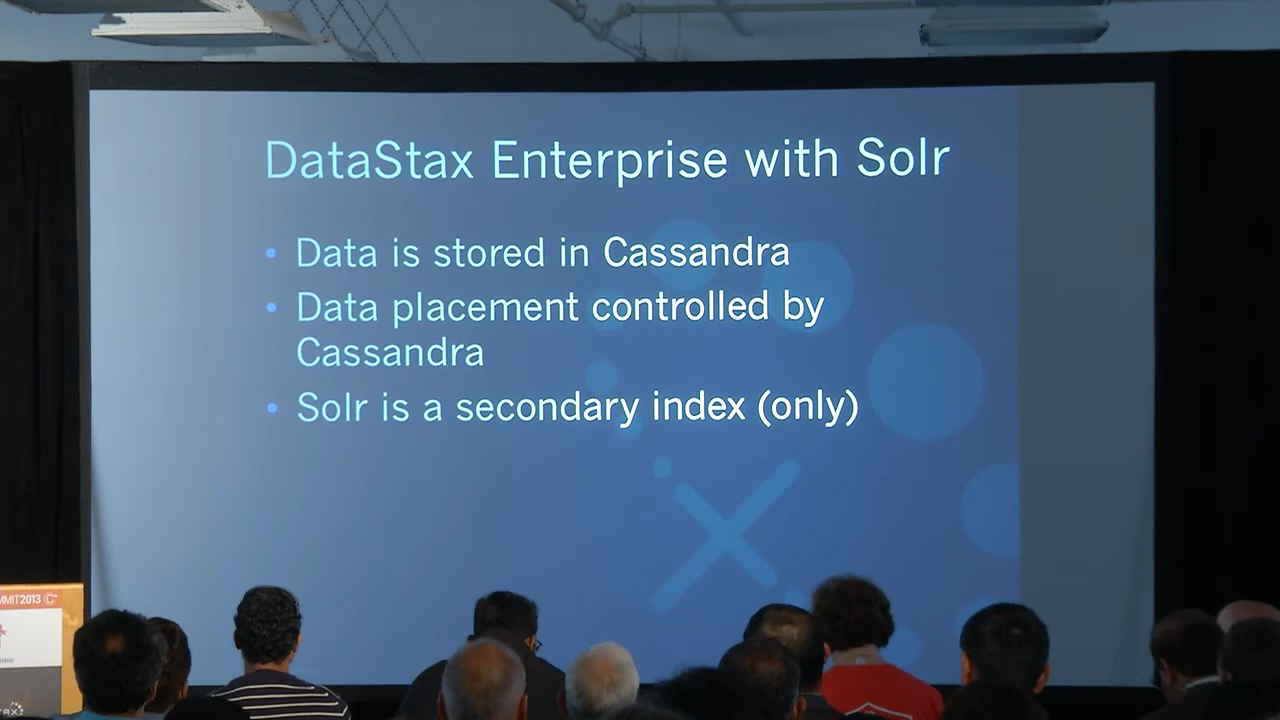 DataStax Enterprise with Solr
• Data is stored in Cassandra
• Data placement controlled by
Cassandra
• Solr is a secondary index (only)
MMIT2013